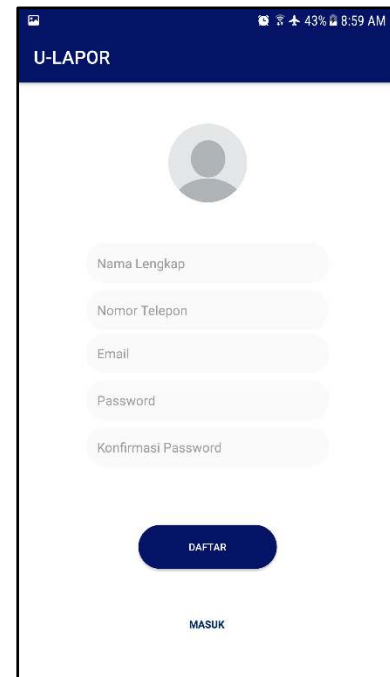 43% 8:59 AM
U-LAPOR
Nama Lengkap
Nomor Telepon
Email
Password
Konfirmasi Password
DAFTAR
MASUK